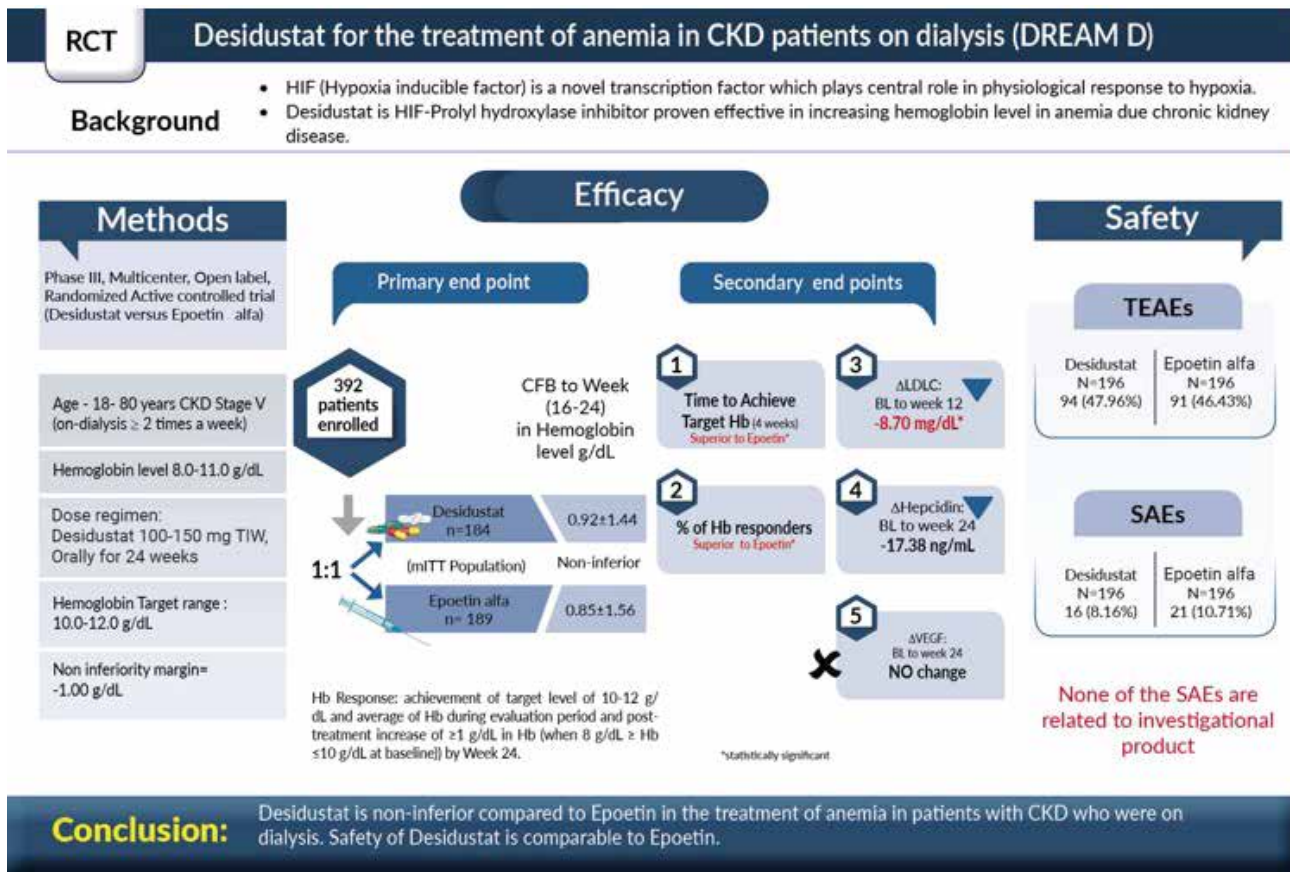 RCT
Desidustat for the treatment of anemia in CKD patients on dialysis (DREAM D)
Background
• HIF (Hypoxia inducible factor) is a novel transcription factor which plays central role in physiological response to hypoxia.
• Desidustat is HIF-Prolyl hydroxylase inhibitor proven effective in increasing hemoglobin level in anemia due chronic kidney
disease.
Methods
Phase III, Multicenter, Open label,
Randomized Active controlled trial
(Desidustat versus Epoetin alfa)
Age - 18- 80 years CKD Stage V
(on-dialysis ≥ 2 times a week)
Hemoglobin level 8.0-11.0 g/dL
Dose regimen:
Desidustat 100-150 mg TIW,
Orally for 24 weeks
Hemoglobin Target range :
10.0-12.0 g/dL
Non inferiority margin=
-1.00 g/dL
Efficacy
Primary end point
392
patients
enrolled
CFB to Week
(16-24)
in Hemoglobin
level g/dL
1:1
Desidustat
n=184
0.92±1.44
(mITT Population)
Non-inferior
Epoetin alfa
n= 189
0.85±1.56
Hb Response: achievement of target level of 10-12 g/
dL and average of Hb during evaluation period and post-
treatment increase of ≥1 g/dL in Hb (when 8 g/dL ≥ Hb
≤10 g/dL at baseline]) by Week 24.
Secondary end points
1
Time to Achieve
Target Hb (4 weeks)
Superior to Epoetin*
2
% of Hb responders
Superior to Epoetin*
3
ΔLDLC:
BL to week 12
-8.70 mg/dL*
4
ΔHepcidin:
BL to week 24
-17.38 ng/mL
5
ΔVEGF:
BL to week 24
NO change
*statistically significant
Safety
TEAEs
Desidustat
N=196
94 (47.96%)
Epoetin alfa
N=196
91 (46.43%)
SAEs
Desidustat
N=196
16 (8.16%)
Epoetin alfa
N=196
21 (10.71%)
None of the SAEs are
related to investigational
product
Conclusion:
Desidustat is non-inferior compared to Epoetin in the treatment of anemia in patients with CKD who were on
dialysis. Safety of Desidustat is comparable to Epoetin.